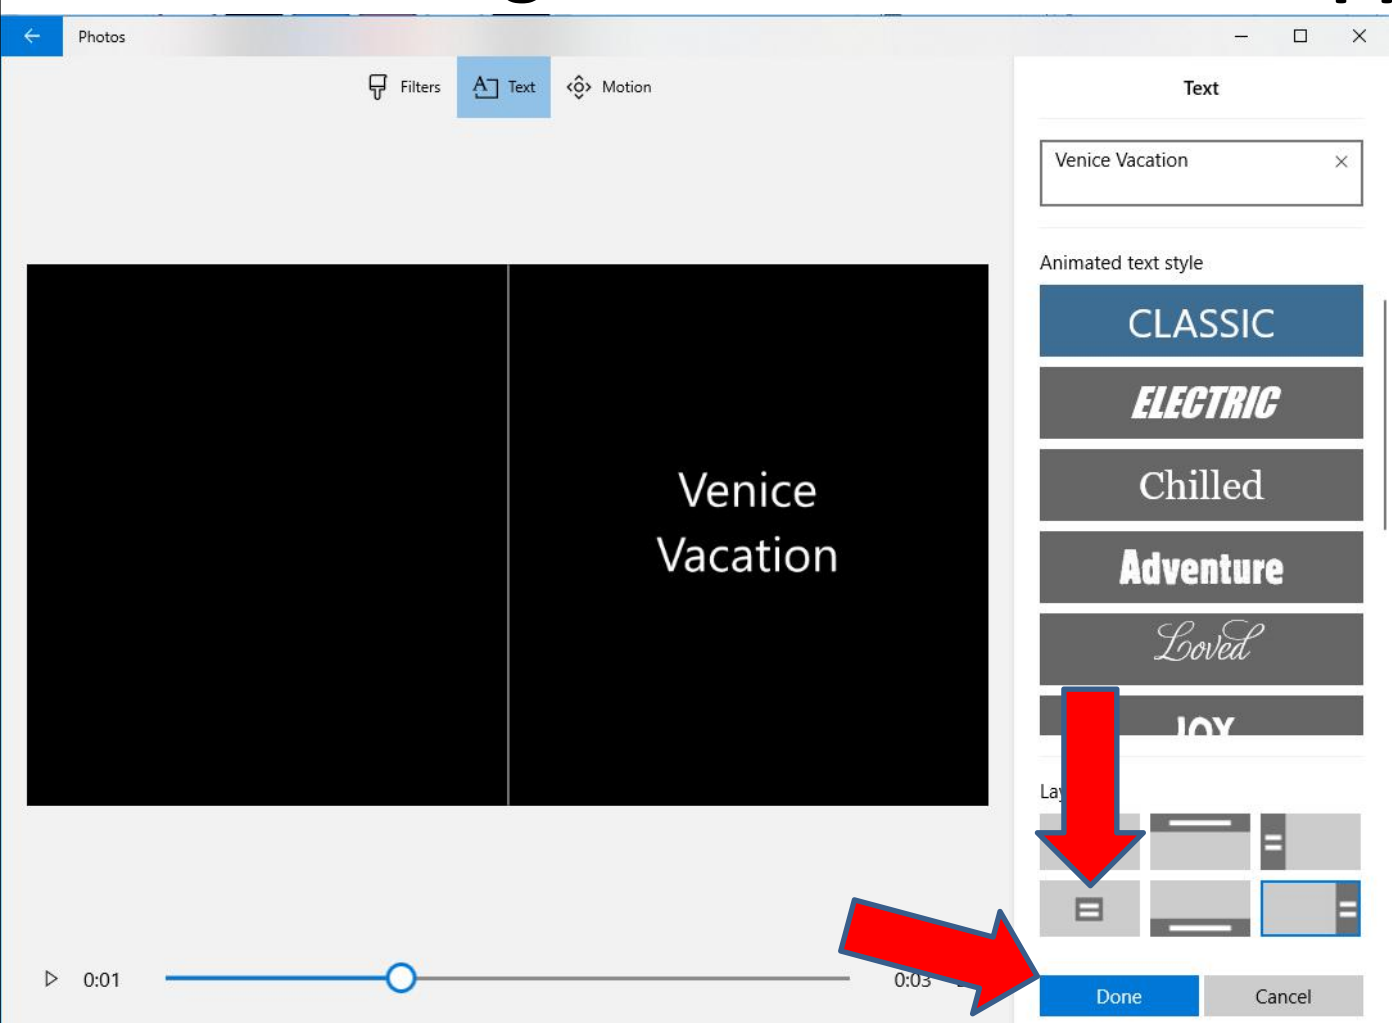 Photos
Filters
Text
Motion
Text
Venice Vacation
Animated text style
CLASSIC
ELECTRIC
Chilled
Adventure
Loved
JOY
Venice
Vacation
0:01
0:03
Done
Cancel